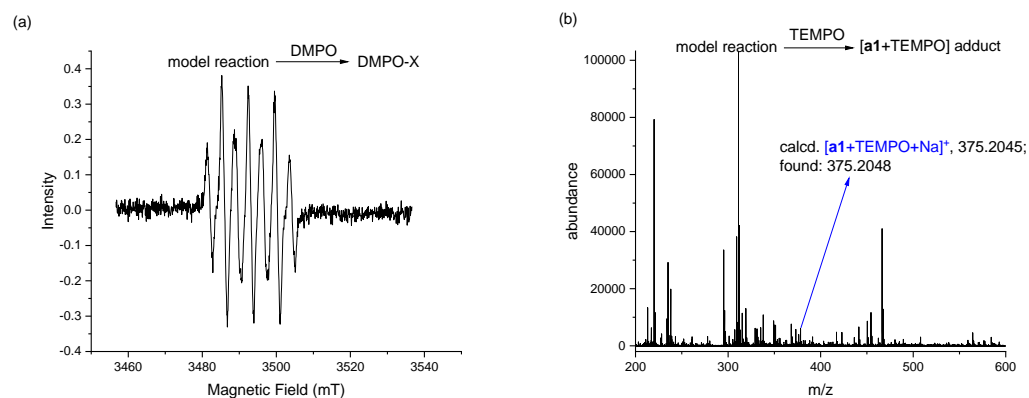 (a)
model reaction DMPO DMPO-X
0.4
0.3
0.2
0.1
0.0
-0.1
-0.2
-0.3
-0.4
Intensity
3460 3480 3500 3520 3540
Magnetic Field (mT)
(b)
model reaction TEMPO [a1+TEMPO] adduct
calcd. [a1+TEMPO+Na]⁺, 375.2045;
found: 375.2048
100000
80000
60000
40000
20000
0
abundance
200 300 400 500 600
m/z